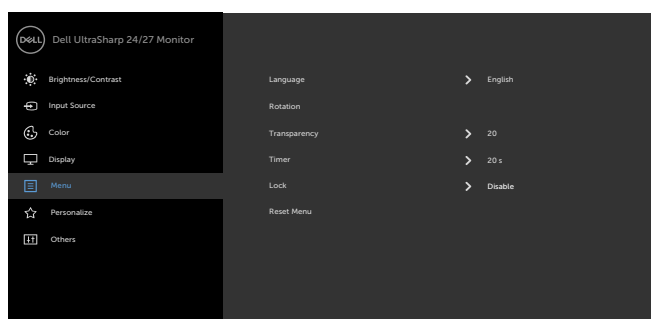 DELL Dell UltraSharp 24/27 Monitor
Brightness/Contrast
Input Source
Color
Display
Menu
Personalize
Others
Language English
Rotation
Transparency 20
Timer 20 s
Lock Disable
Reset Menu